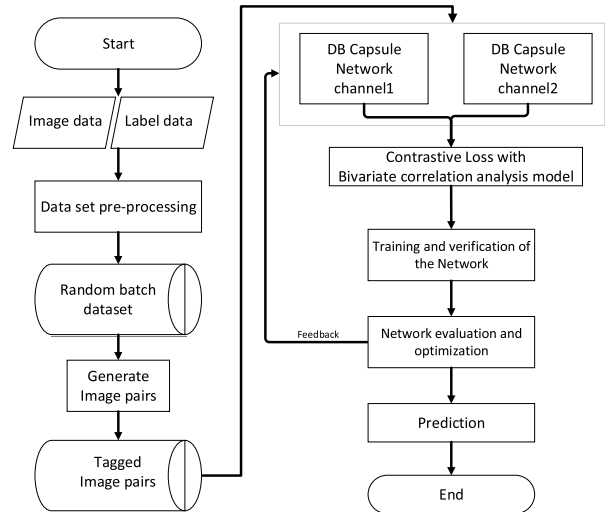 Start
Image data
Label data
Data set pre-processing
Random batch
dataset
Generate
Image pairs
Tagged
Image pairs
DB Capsule
Network
channel1
DB Capsule
Network
channel2
Contrastive Loss with
Bivariate correlation analysis model
Training and verification of
the Network
Feedback
Network evaluation and
optimization
Prediction
End